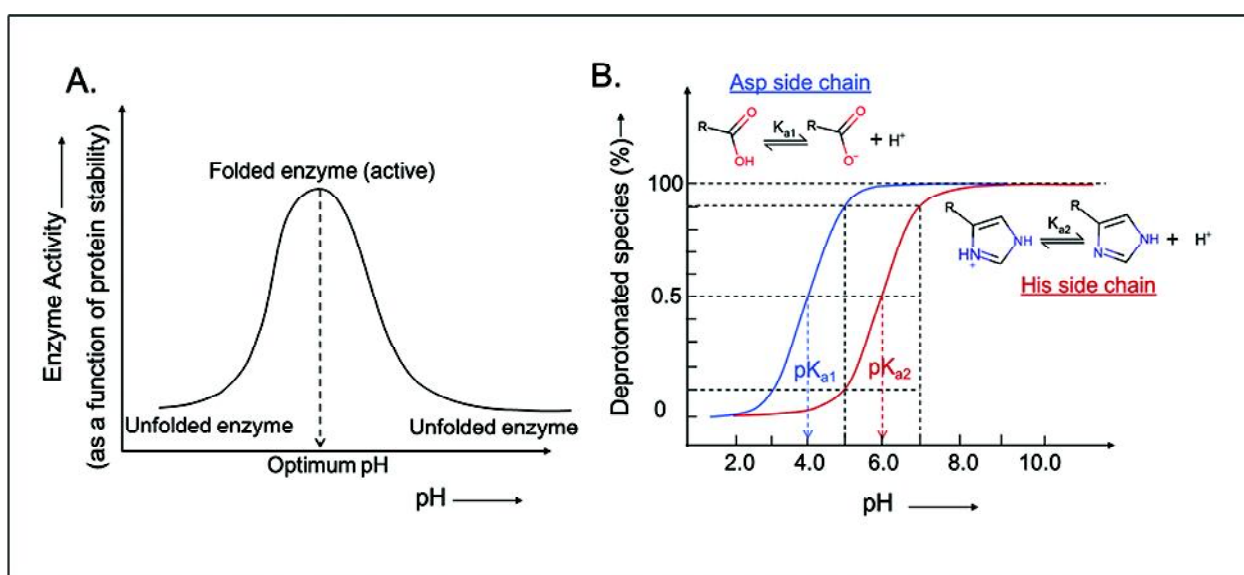 A.
Enzyme Activity
(as a function of protein stability)
Folded enzyme (active)
Unfolded enzyme
Unfolded enzyme
Optimum pH
pH
B.
Asp side chain
R
O
OH
Ka1
R
O
O-
+ H+
Deprotonated species (%)
100
0.5
0
R
NH
+
NH
Ka2
R
N
NH
+ H+
His side chain
pKa1
pKa2
2.0 4.0 6.0 8.0 10.0
pH